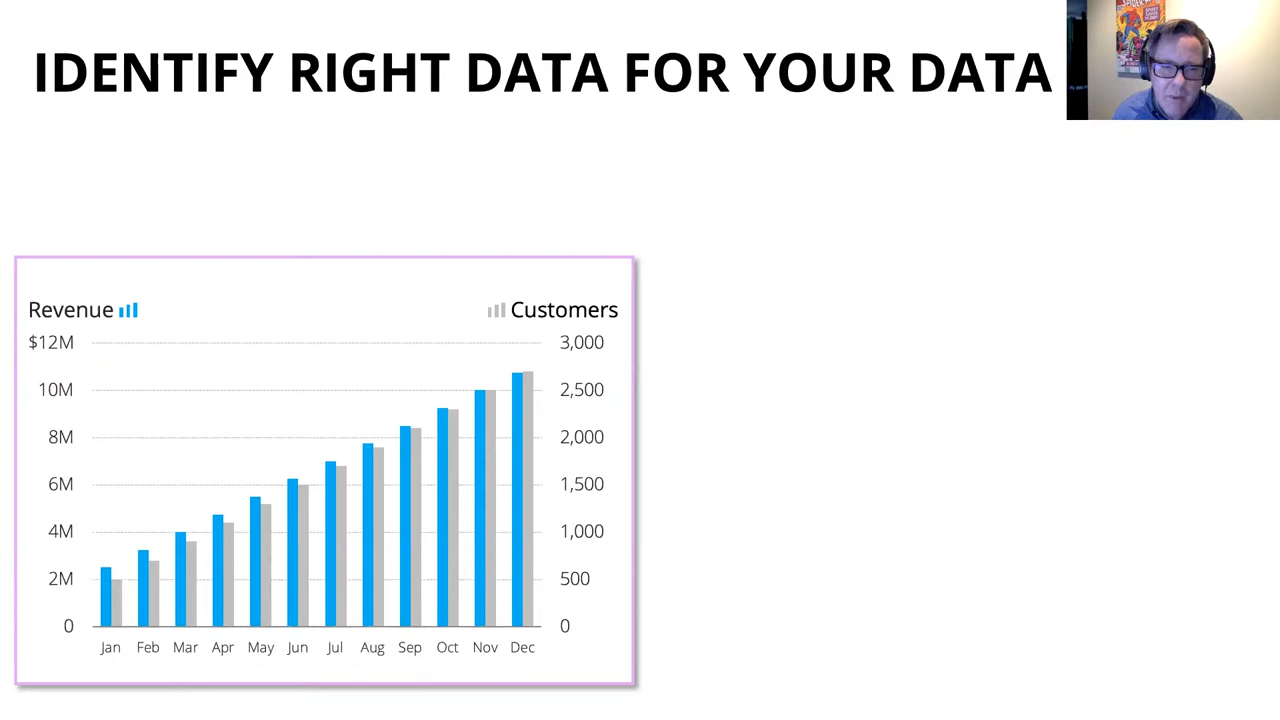 IDENTIFY RIGHT DATA FOR YOUR DATA
Revenue Customers
$12M 3,000
10M 2,500
8M 2,000
6M 1,500
4M 1,000
2M 500
0 0
Jan Feb Mar Apr May Jun Jul Aug Sep Oct Nov Dec